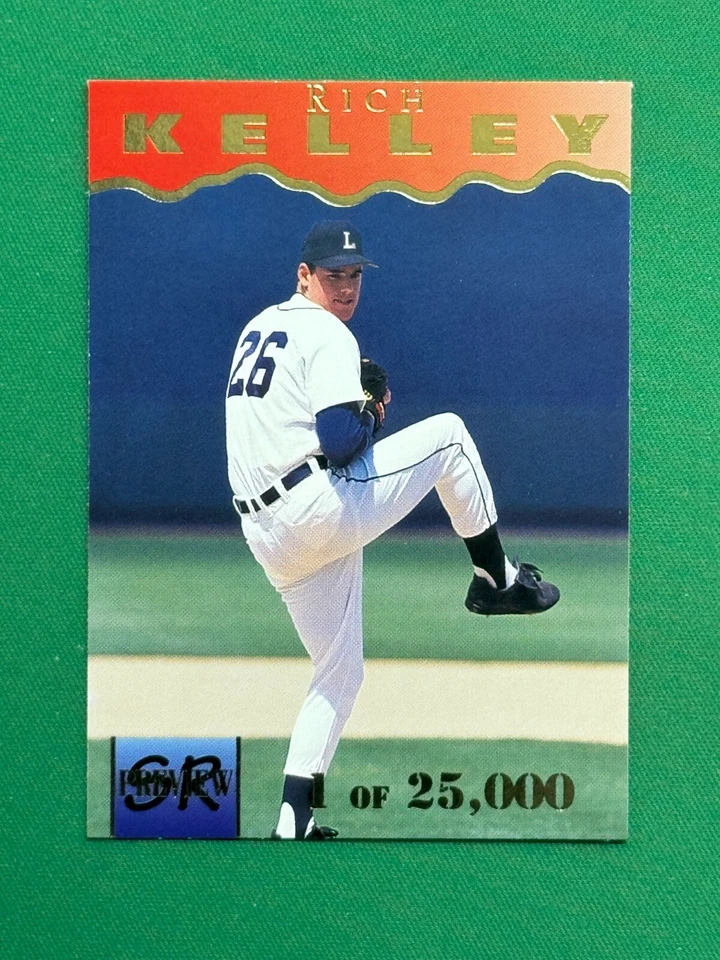 RICH
KELLEY
L
26
SR
PREVIEW
1 OF 25,000